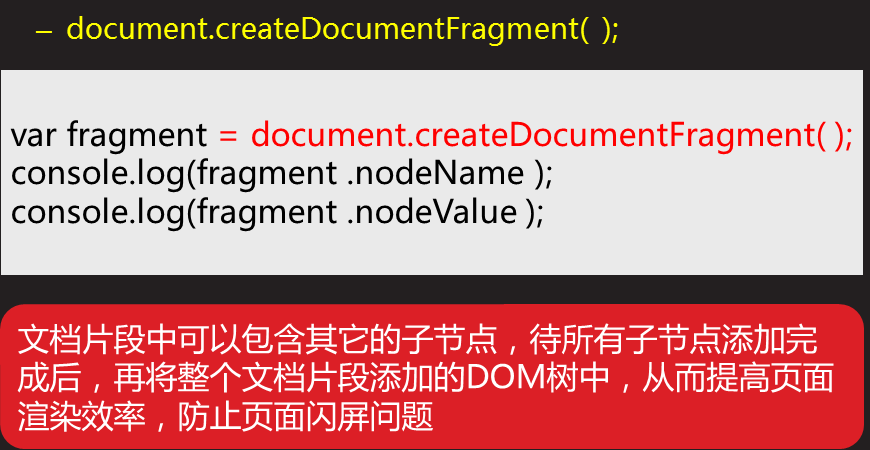 – document.createDocumentFragment( );
var fragment = document.createDocumentFragment( );
console.log(fragment .nodeName );
console.log(fragment .nodeValue );
文档片段中可以包含其它的子节点，待所有子节点添加完
成后，再将整个文档片段添加的DOM树中，从而提高页面
渲染效率，防止页面闪屏问题